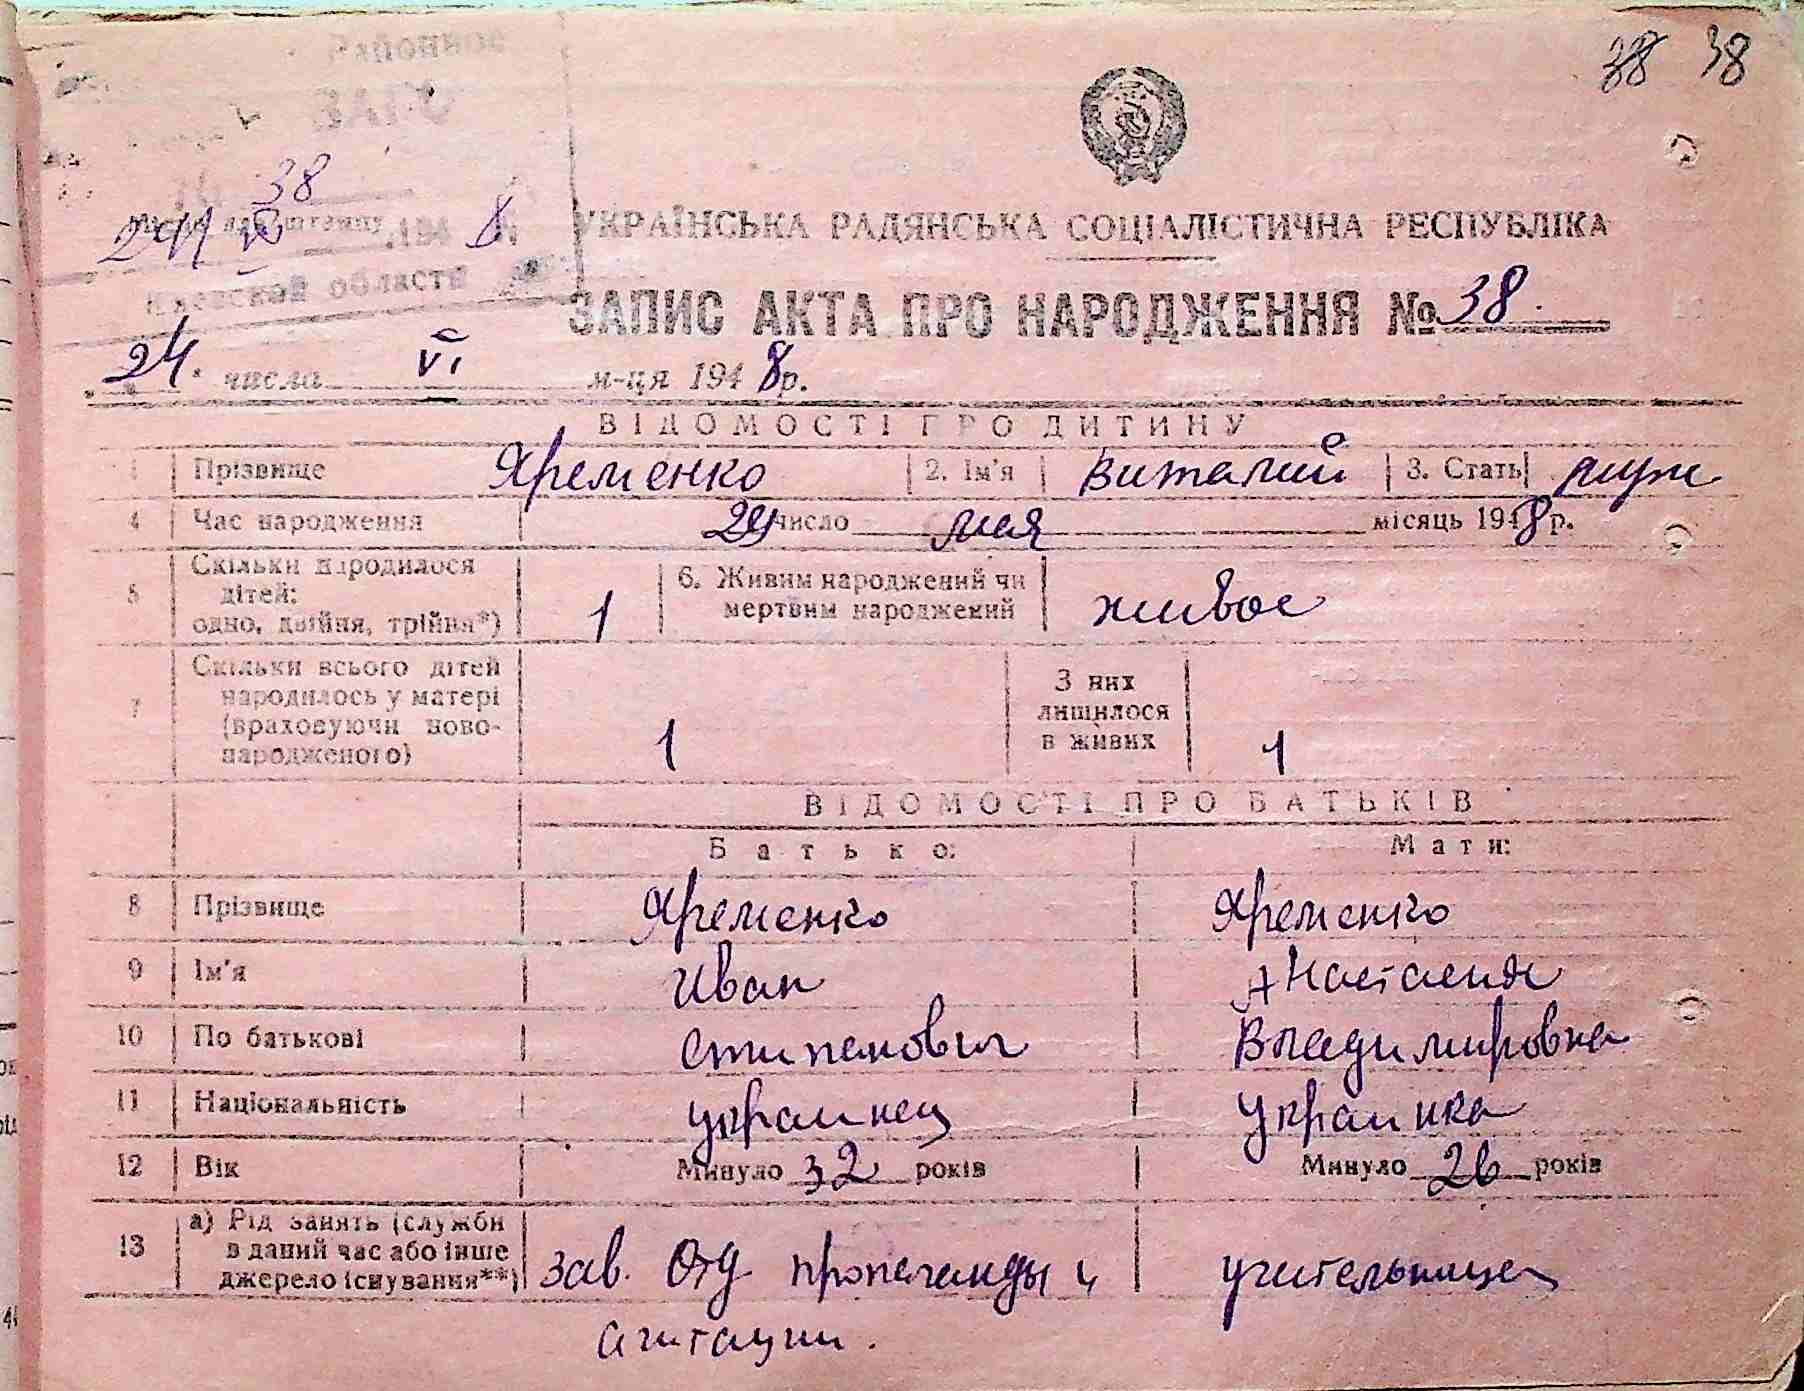 38 38
ЗАГС
38
24 VI 1948
Киевской области
УКРАЇНСЬКА РАДЯНСЬКА СОЦІАЛІСТИЧНА РЕСПУБЛІКА
ЗАПИС АКТА ПРО НАРОДЖЕННЯ № 38.
24. числа VI м-ця 1948 р.
ВІДОМОСТІ ПРО ДИТИНУ
1 Прізвище Яременко 2. Ім'я Виталий 3. Стать муж
4 Час народження число мая місяць 1948 р.
5 Скільки народилося
дітей:
одно, двійня, трійня*) 1 6. Живим народжений чи
мертвим народжений живое
7 Скільки всього дітей
народилось у матері
(враховуючи ново-
народженого) 1 З них
лишилося
в живих 1
ВІДОМОСТІ ПРО БАТЬКІВ
Батько: Мати:
8 Прізвище Яременко Яременко
9 Ім'я Иван Анастасия
10 По батькові Стипанович Владимировна
11 Національність украинец украинка
12 Вік Минуло 32 років Минуло 26 років
13 а) Рід занять (служби
в даний час або інше
джерело існування**) зав. Отд пропаганды и учительница
агитации.